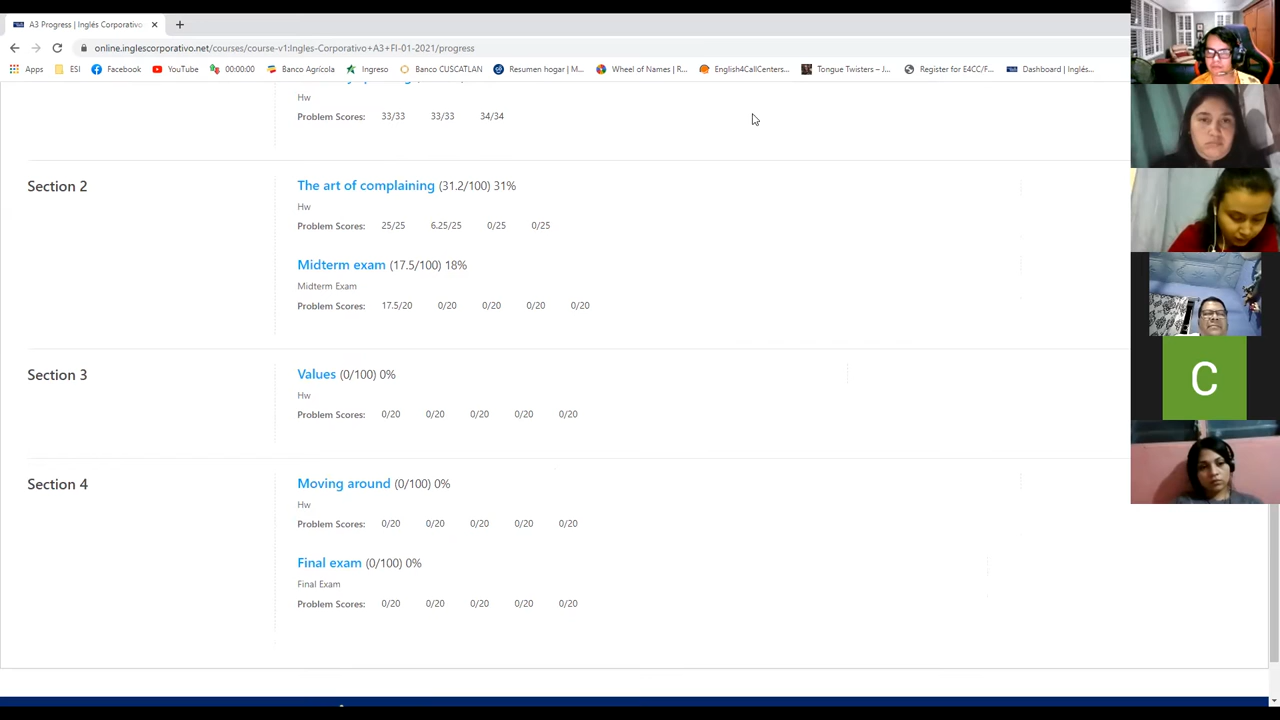 A3 Progress | Inglés Corporativo
online.inglescorporativo.net/courses/course-v1:Ingles-Corporativo+A3+FI-01-2021/progress
Apps ESI Facebook YouTube 00:00:00 Banco Agrícola Ingreso Banco CUSCATLAN Resumen hogar | M... Wheel of Names | R... English4CallCenters... Tongue Twisters – J... Register for E4CC/F... Dashboard | Inglés...
Hw
Problem Scores: 33/33 33/33 34/34
Section 2
The art of complaining (31.2/100) 31%
Hw
Problem Scores: 25/25 6.25/25 0/25 0/25
Midterm exam (17.5/100) 18%
Midterm Exam
Problem Scores: 17.5/20 0/20 0/20 0/20 0/20
Section 3
Values (0/100) 0%
Hw
Problem Scores: 0/20 0/20 0/20 0/20 0/20
Section 4
Moving around (0/100) 0%
Hw
Problem Scores: 0/20 0/20 0/20 0/20 0/20
Final exam (0/100) 0%
Final Exam
Problem Scores: 0/20 0/20 0/20 0/20 0/20
C